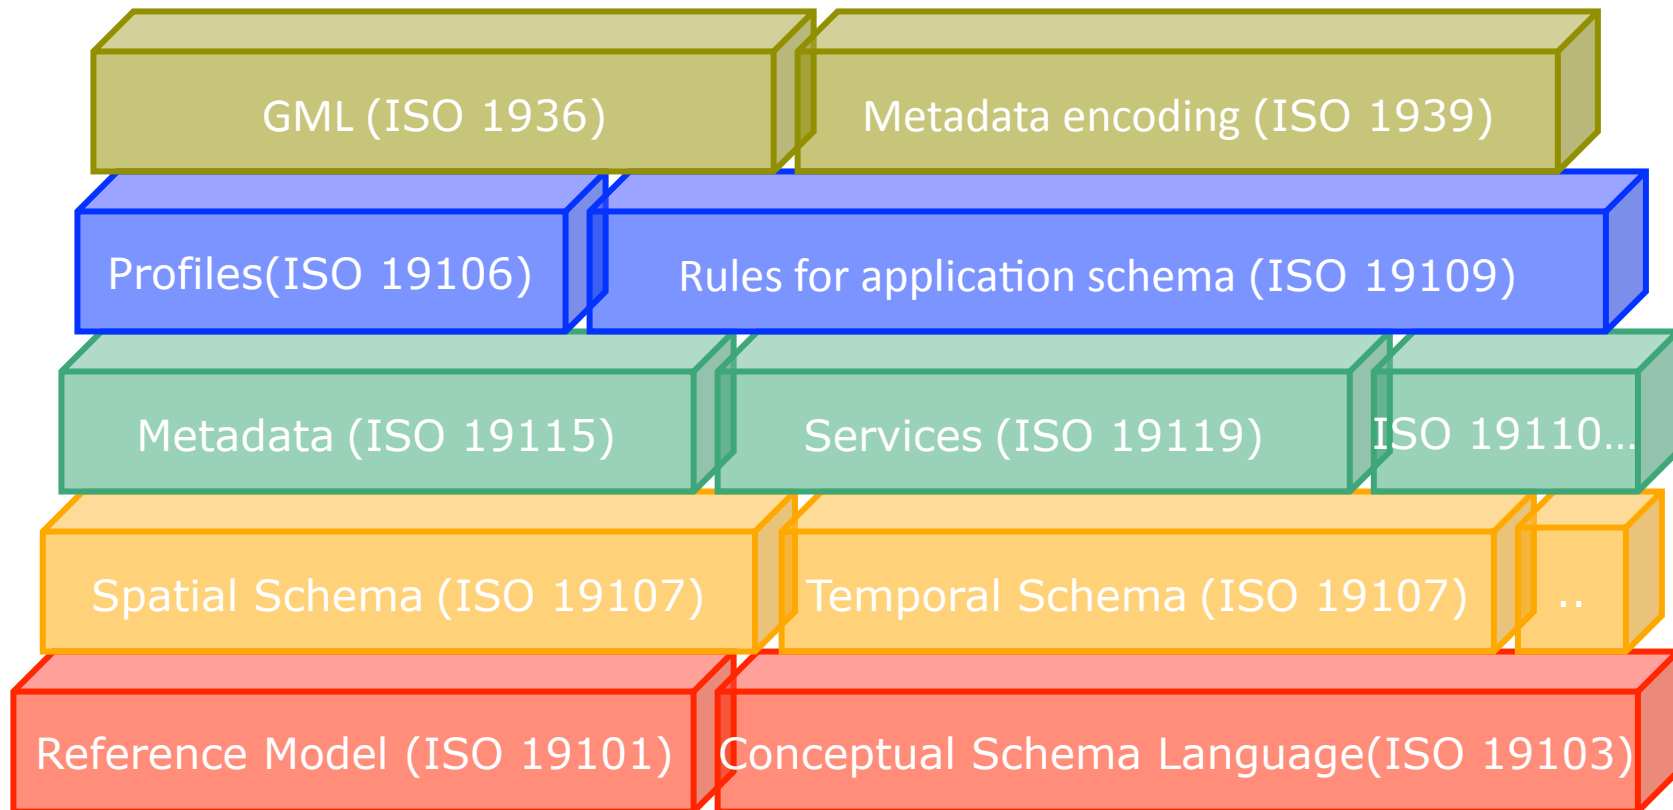 GML (ISO 1936)
Metadata encoding (ISO 1939)
Profiles(ISO 19106)
Rules for application schema (ISO 19109)
Metadata (ISO 19115)
Services (ISO 19119)
ISO 19110...
Spatial Schema (ISO 19107)
Temporal Schema (ISO 19107)
..
Reference Model (ISO 19101)
Conceptual Schema Language(ISO 19103)